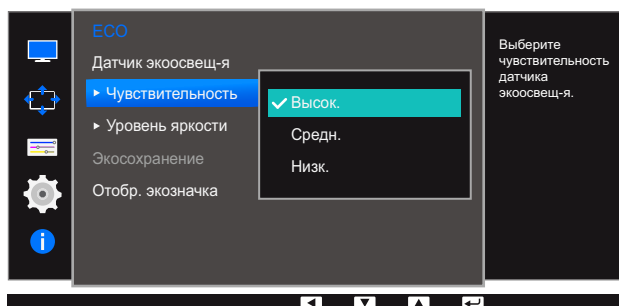 ECO
Датчик экоосвещ-я
Чувствительность
Уровень яркости
Экосохранение
Отобр. экозначка
Высок.
Средн.
Низк.
Выберите
чувствительность
датчика
экоосвещ-я.